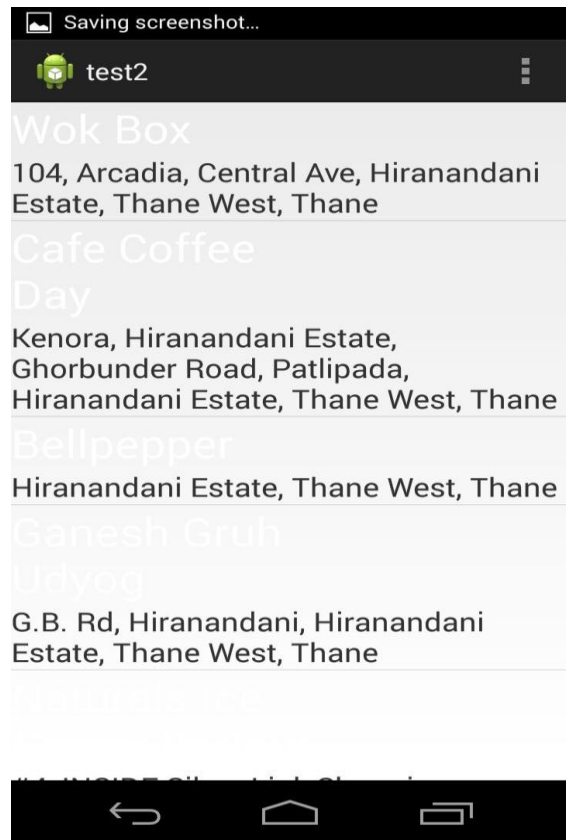 Saving screenshot...
test2
Wok Box
104, Arcadia, Central Ave, Hiranandani
Estate, Thane West, Thane
Cafe Coffee
Day
Kenora, Hiranandani Estate,
Ghorbunder Road, Patlipada,
Hiranandani Estate, Thane West, Thane
Bellpepper
Hiranandani Estate, Thane West, Thane
Ganesh Gruh
Udyog
G.B. Rd, Hiranandani, Hiranandani
Estate, Thane West, Thane
Naturals Ice